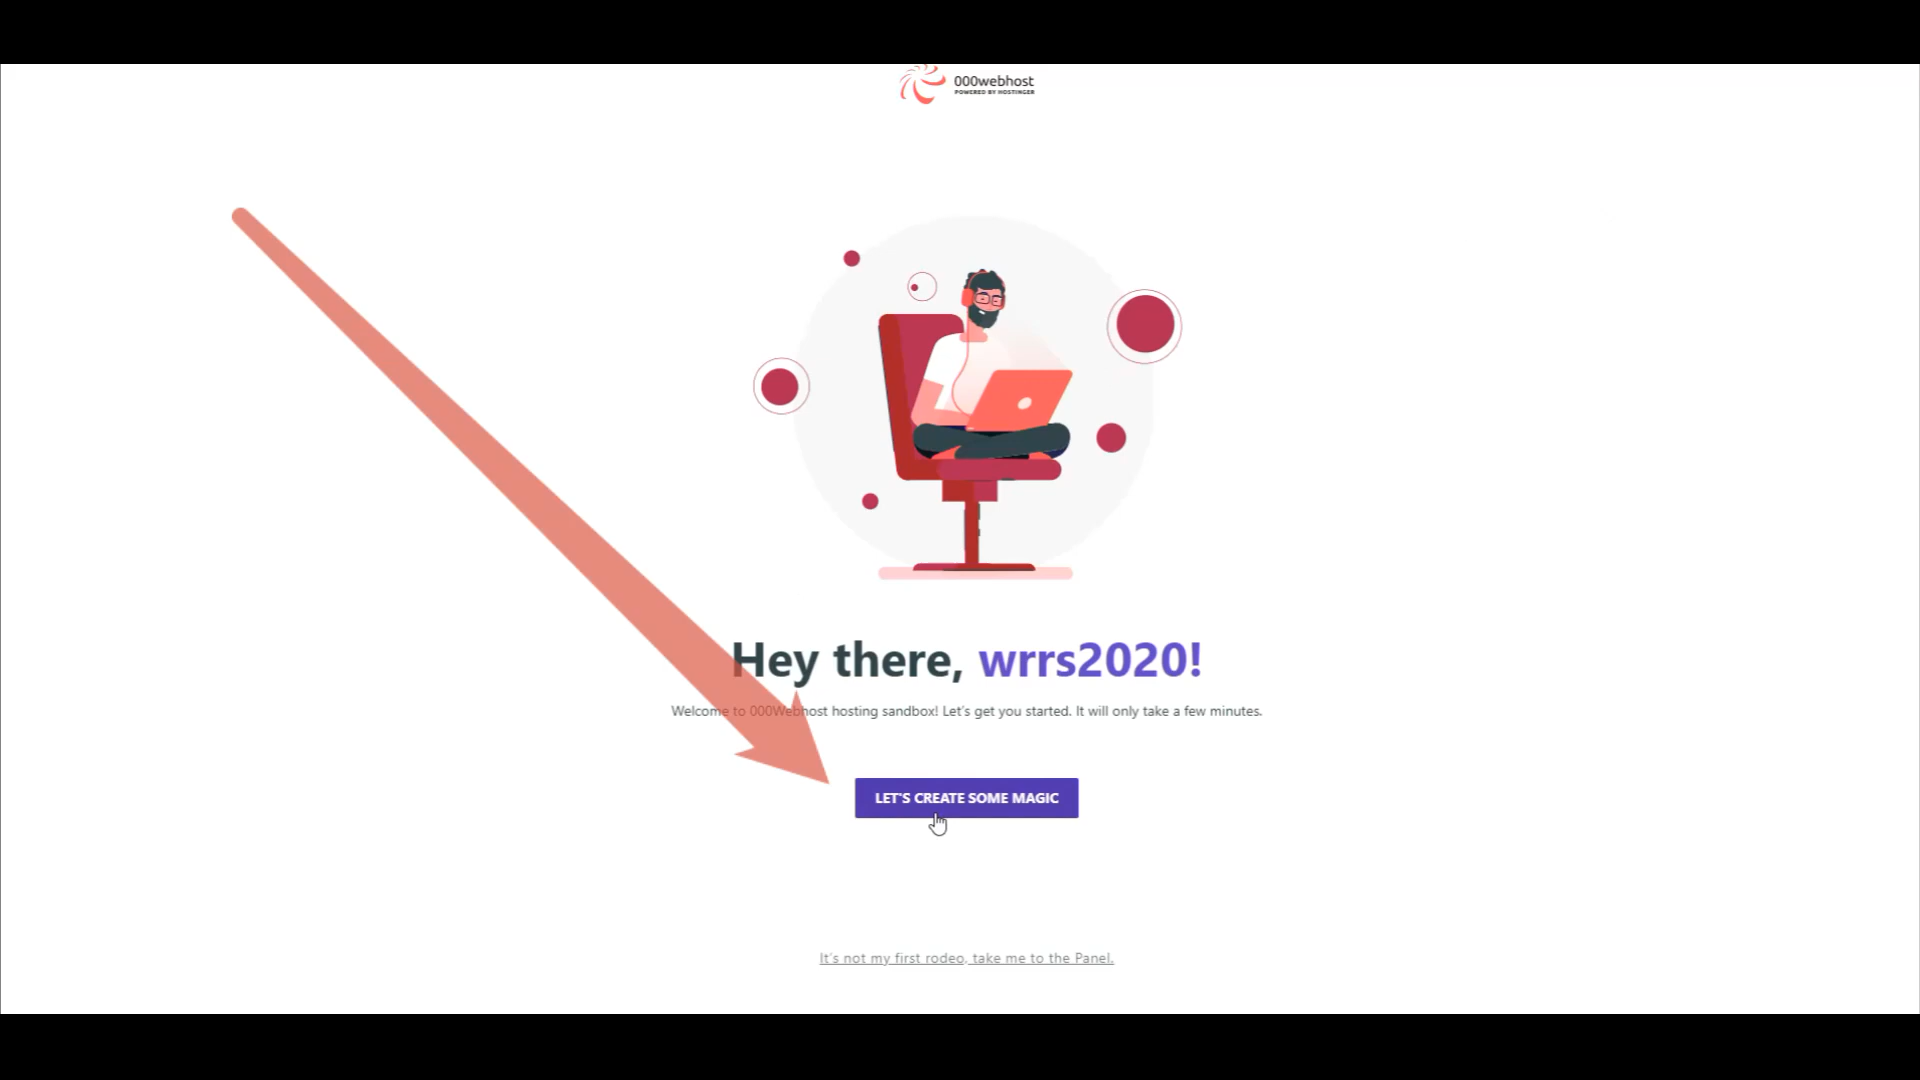 000webhost
POWERED BY HOSTINGER
Hey there, wrrs2020!
Welcome to 000Webhost hosting sandbox! Let's get you started. It will only take a few minutes.
LET'S CREATE SOME MAGIC
It's not my first rodeo, take me to the Panel.